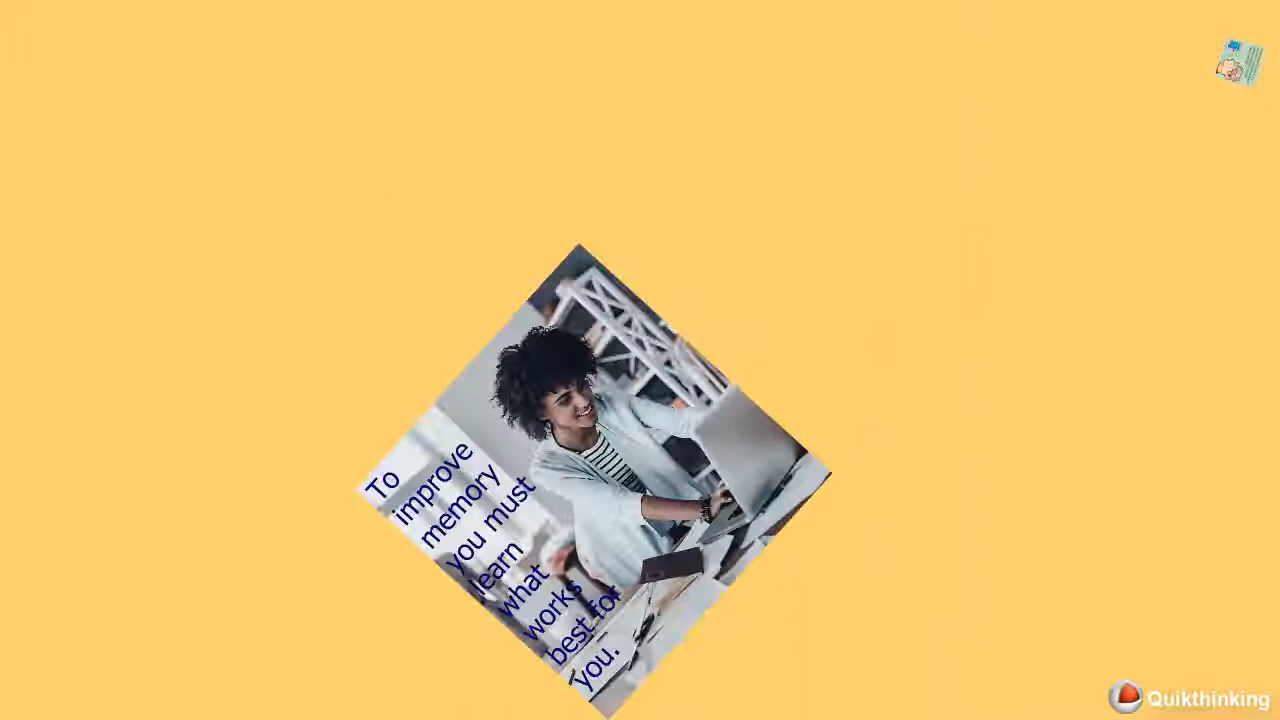 To
improve
memory
you must
learn
what
works
best for
you.
Quikthinking